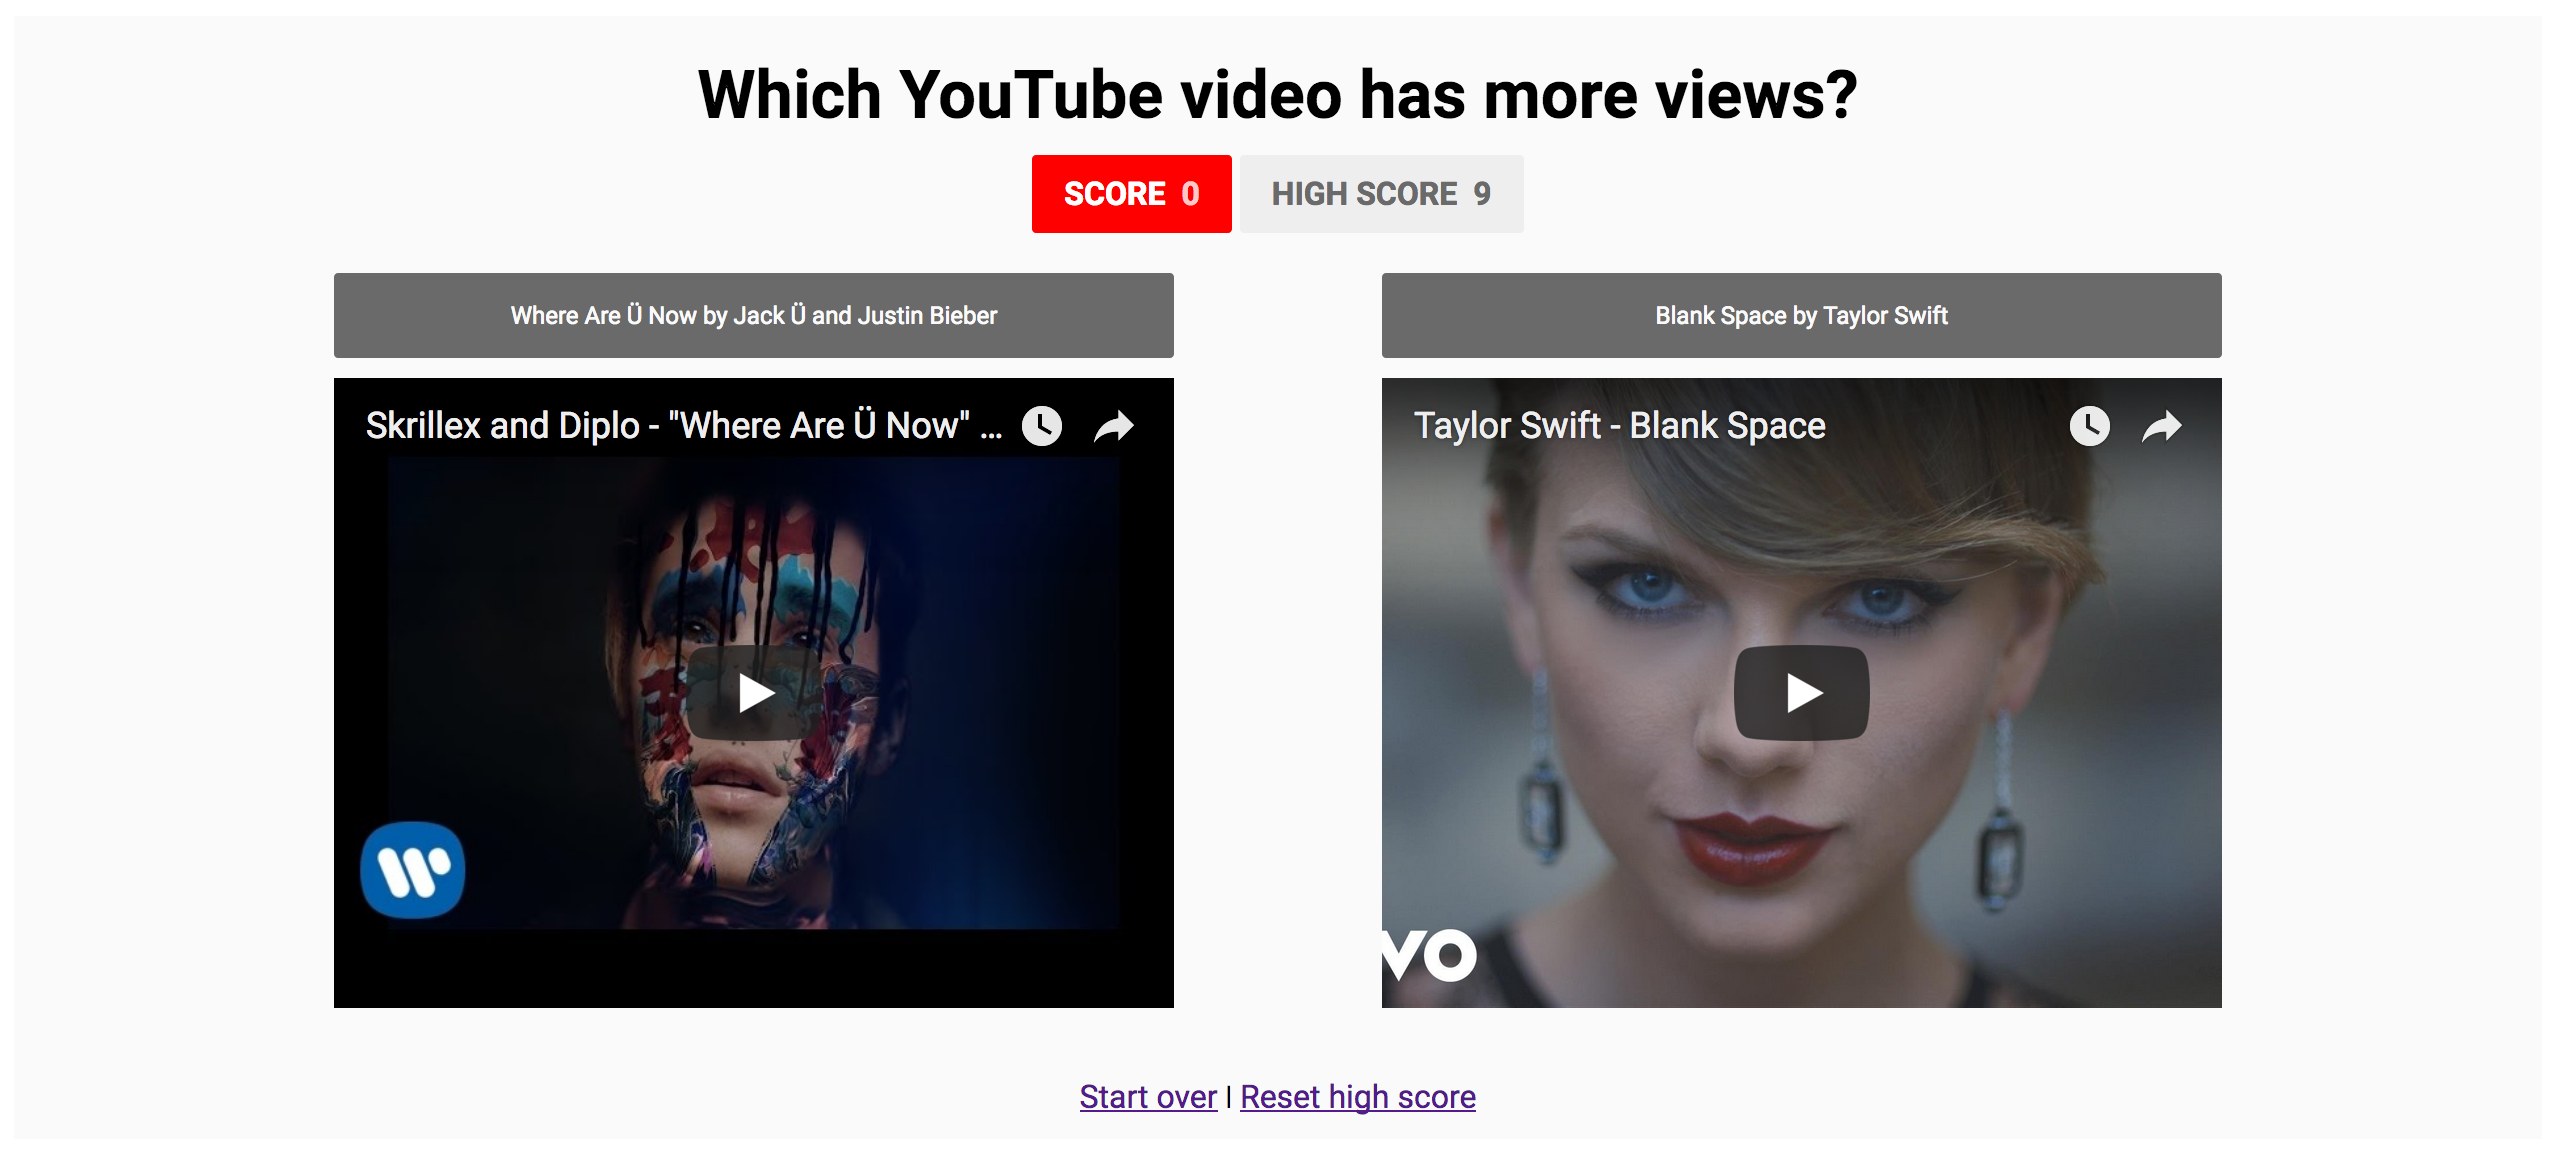 Which YouTube video has more views?
SCORE 0 HIGH SCORE 9
Where Are Ü Now by Jack Ü and Justin Bieber
Skrillex and Diplo - "Where Are Ü Now" ...
Blank Space by Taylor Swift
Taylor Swift - Blank Space
vo
Start over | Reset high score